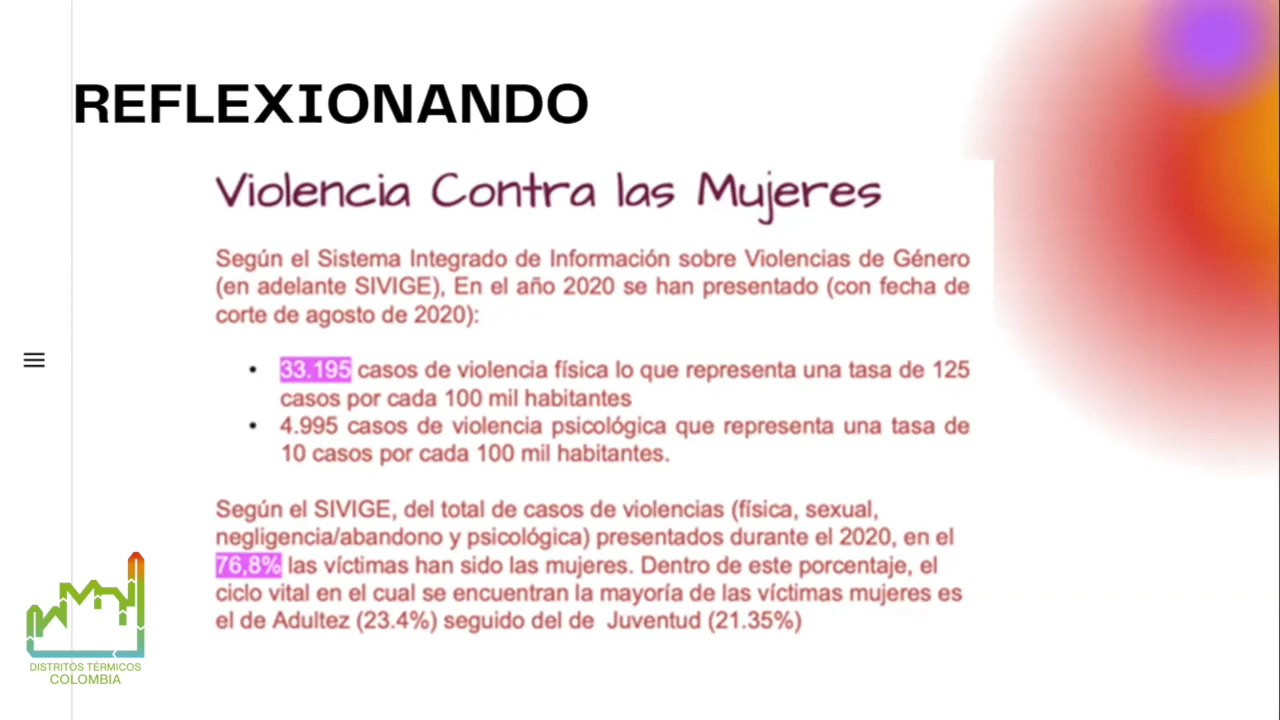 REFLEXIONANDO
Violencia Contra las Mujeres
Según el Sistema Integrado de Información sobre Violencias de Género
(en adelante SIVIGE), En el año 2020 se han presentado (con fecha de
corte de agosto de 2020):
• 33.195 casos de violencia física lo que representa una tasa de 125
casos por cada 100 mil habitantes
• 4.995 casos de violencia psicológica que representa una tasa de
10 casos por cada 100 mil habitantes.
Según el SIVIGE, del total de casos de violencias (física, sexual,
negligencia/abandono y psicológica) presentados durante el 2020, en el
76,8% las víctimas han sido las mujeres. Dentro de este porcentaje, el
ciclo vital en el cual se encuentran la mayoría de las víctimas mujeres es
el de Adultez (23.4%) seguido del de Juventud (21.35%)
DISTRITOS TÉRMICOS
COLOMBIA